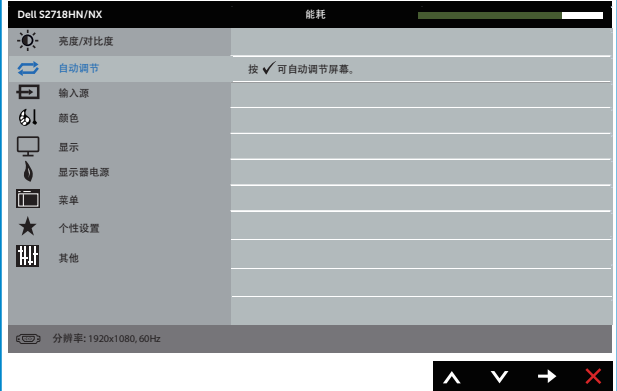 Dell S2718HN/NX 能耗
亮度/对比度
自动调节 按 ✓ 可自动调节屏幕。
输入源
颜色
显示
显示器电源
菜单
个性设置
其他
分辨率: 1920x1080, 60Hz